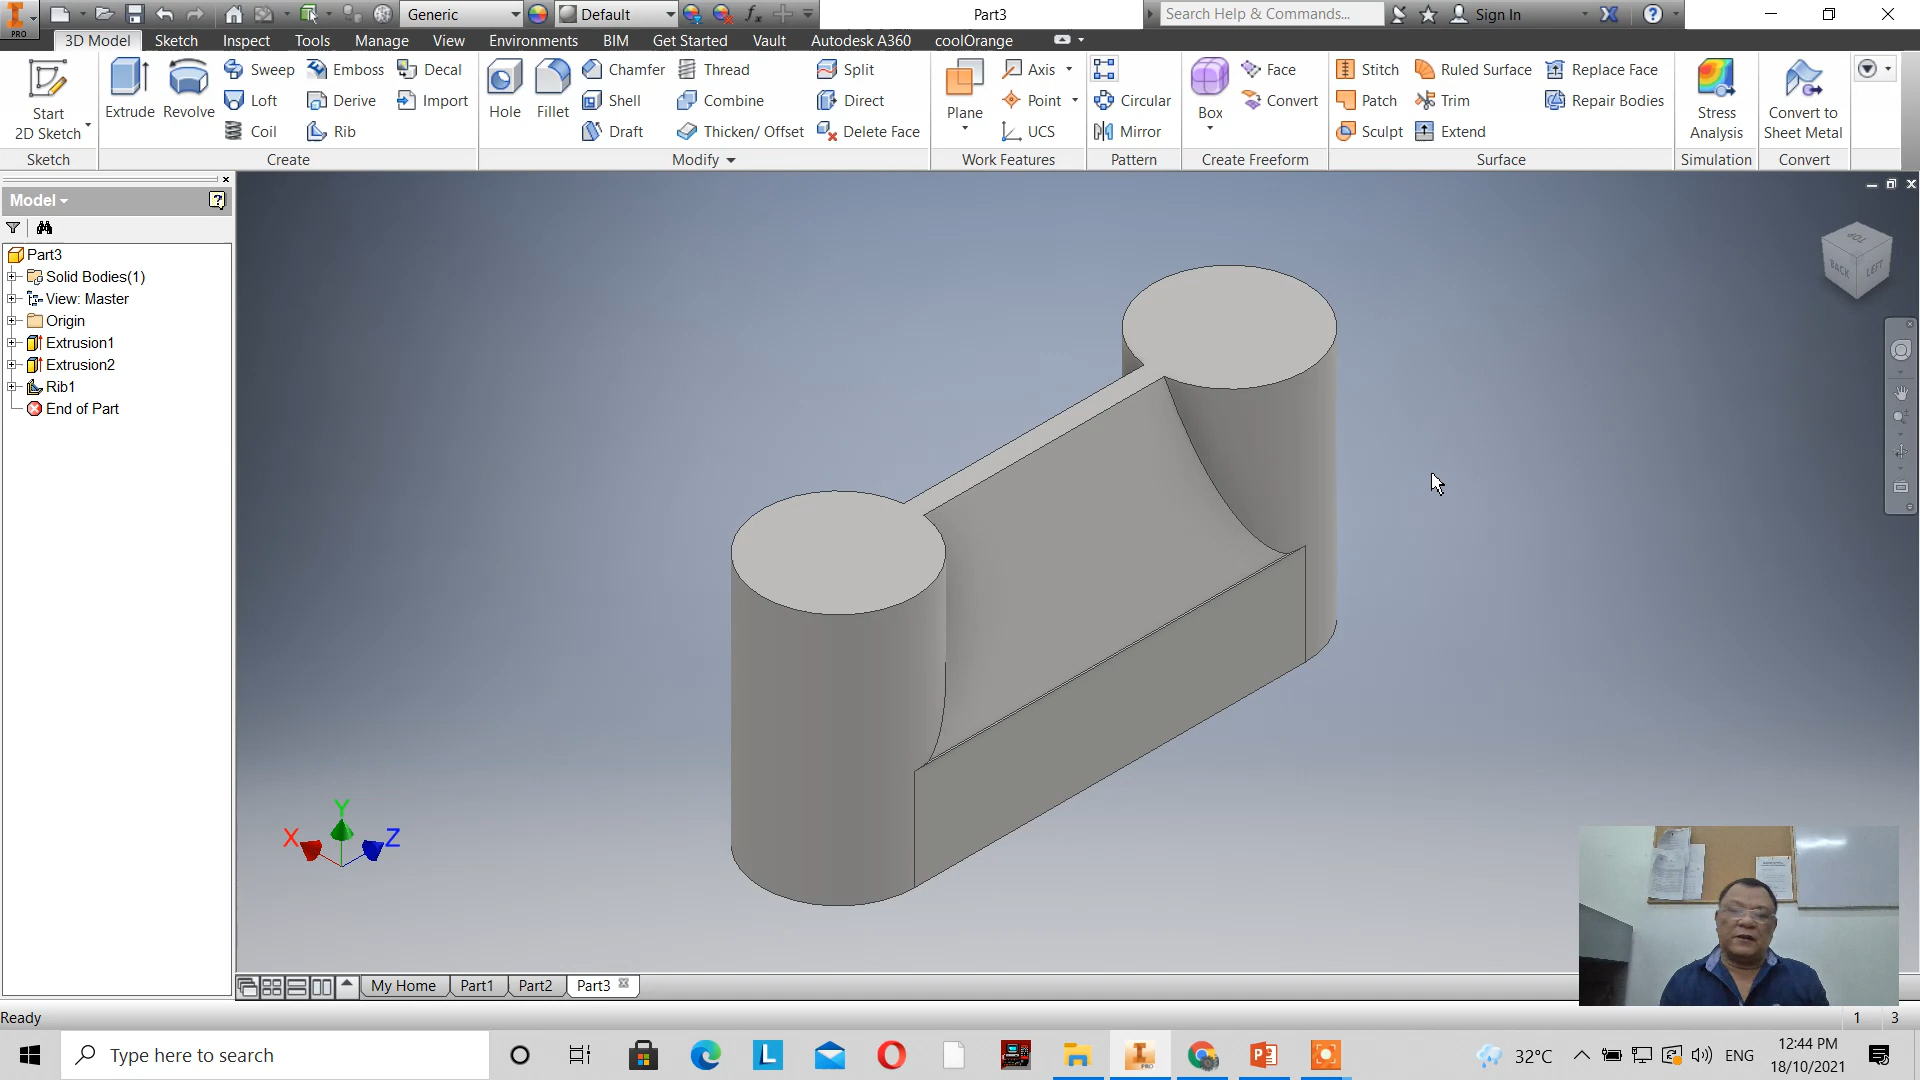 PRO
Generic
Default
Part3
Search Help & Commands...
Sign In
3D Model
Sketch
Inspect
Tools
Manage
View
Environments
BIM
Get Started
Vault
Autodesk A360
coolOrange
Start
2D Sketch
Extrude
Revolve
Sweep
Loft
Coil
Emboss
Derive
Rib
Decal
Import
Hole
Fillet
Chamfer
Shell
Draft
Thread
Combine
Thicken/ Offset
Split
Direct
Delete Face
Plane
Axis
Point
UCS
Circular
Mirror
Box
Face
Convert
Stitch
Patch
Sculpt
Ruled Surface
Trim
Extend
Replace Face
Repair Bodies
Stress
Analysis
Convert to
Sheet Metal
Sketch
Create
Modify
Work Features
Pattern
Create Freeform
Surface
Simulation
Convert
Model
Part3
Solid Bodies(1)
View: Master
Origin
Extrusion1
Extrusion2
Rib1
End of Part
TOP
BACK
LEFT
Y
X
Z
My Home
Part1
Part2
Part3
Ready
1
3
Type here to search
32°C
ENG
12:44 PM
18/10/2021